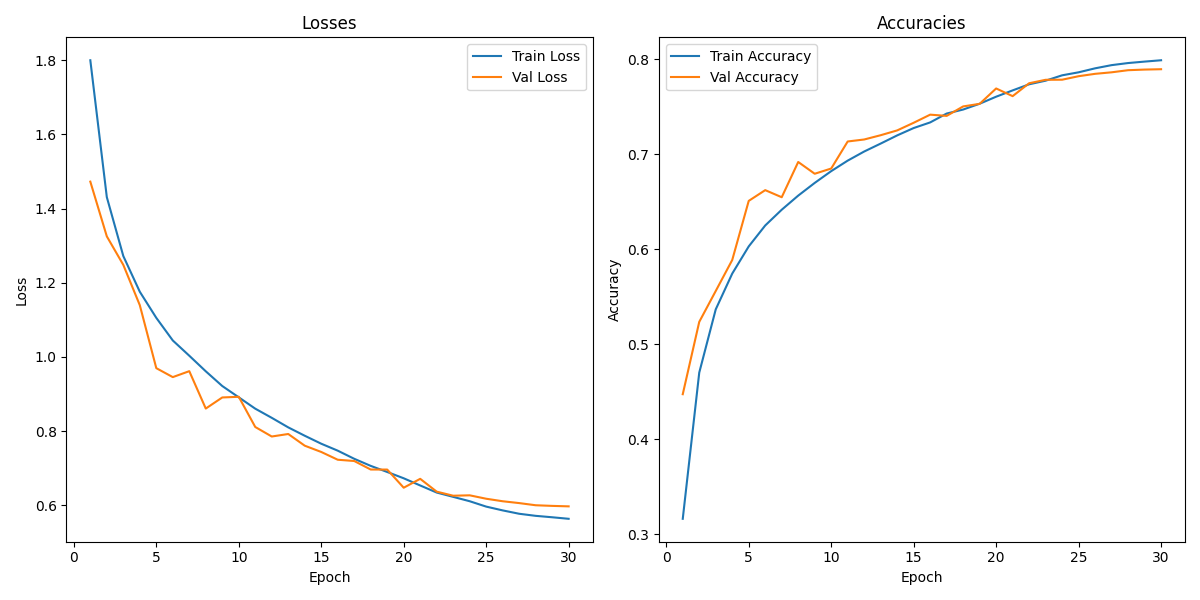 Losses
Train Loss
Val Loss
1.8
1.6
1.4
1.2
1.0
0.8
0.6
Loss
0 5 10 15 20 25 30
Epoch
Accuracies
Train Accuracy
Val Accuracy
0.8
0.7
0.6
0.5
0.4
0.3
Accuracy
0 5 10 15 20 25 30
Epoch